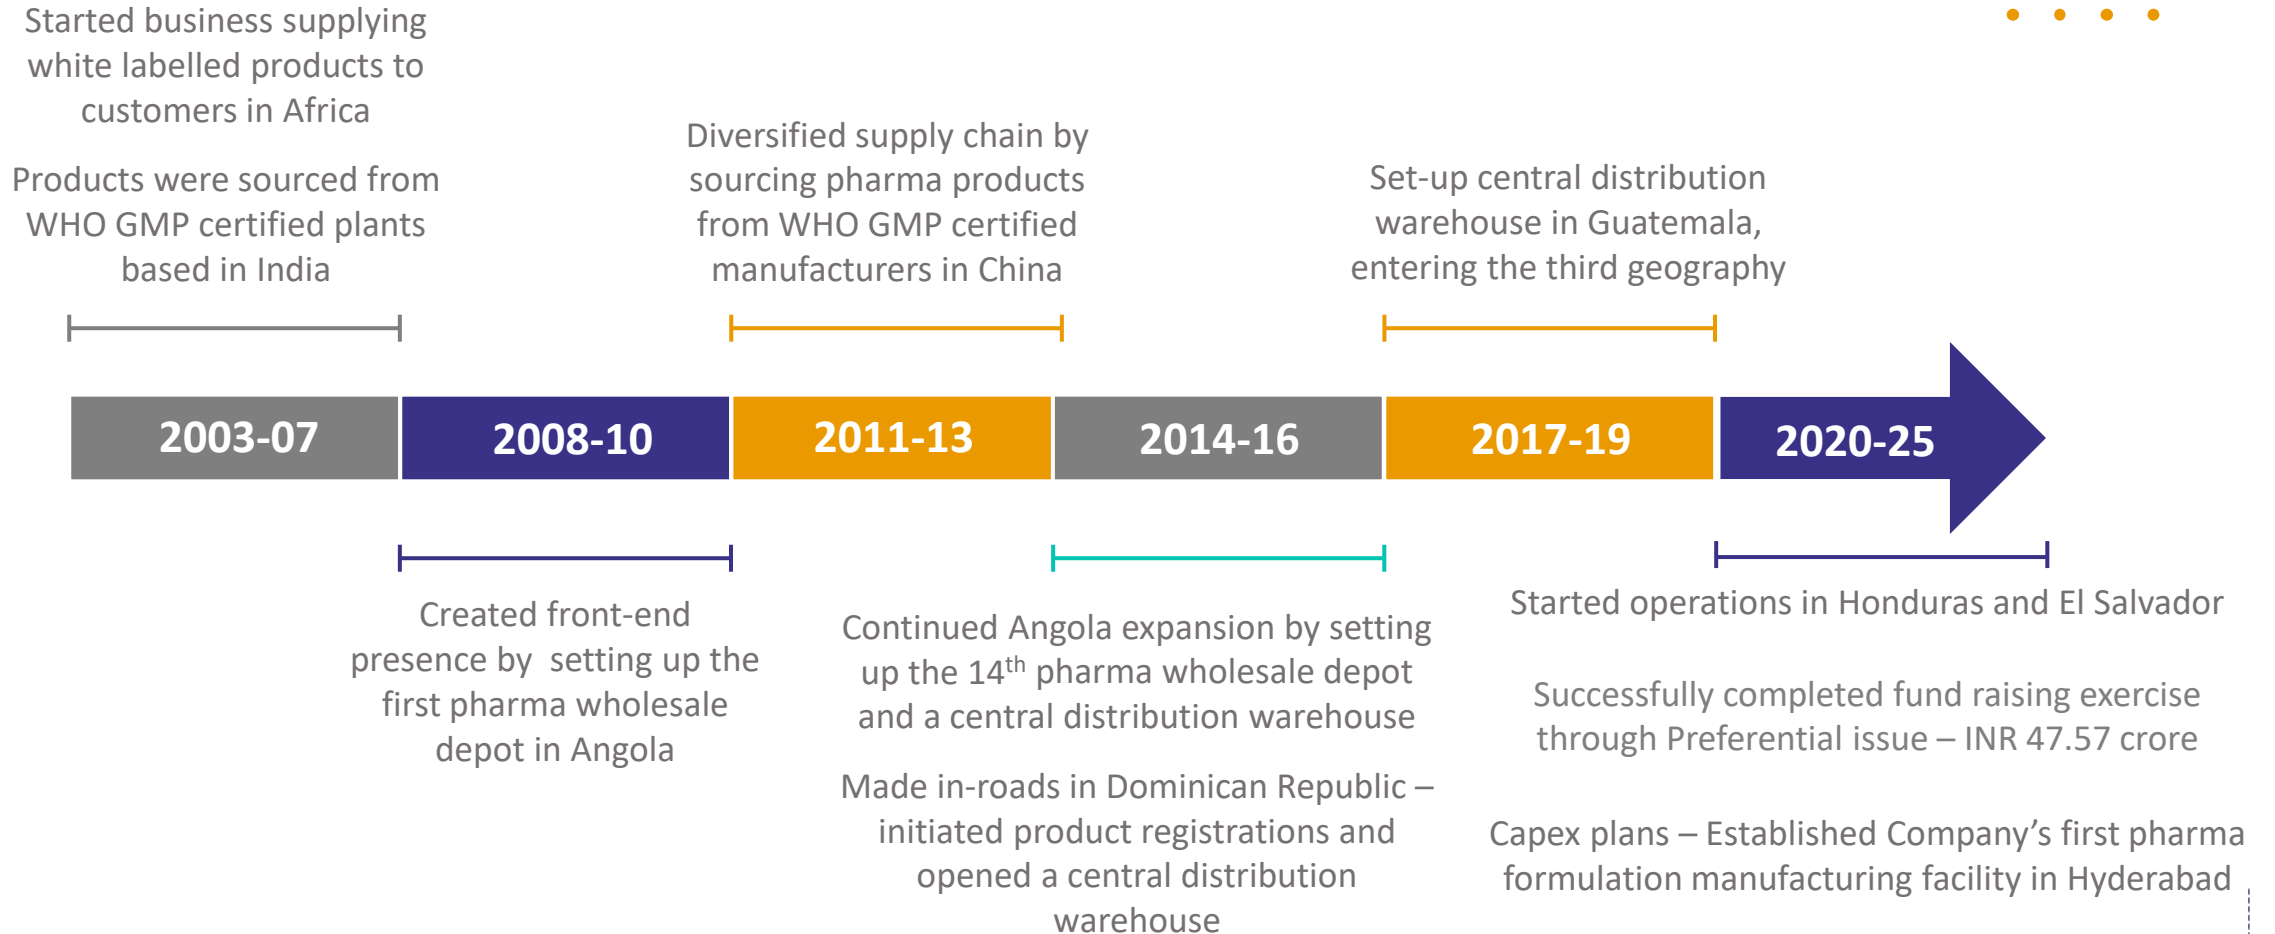 Started business supplying
white labelled products to
customers in Africa
Products were sourced from
WHO GMP certified plants
based in India
Diversified supply chain by
sourcing pharma products
from WHO GMP certified
manufacturers in China
Set-up central distribution
warehouse in Guatemala,
entering the third geography
2003-07
2008-10
2011-13
2014-16
2017-19
2020-25
Created front-end
presence by  setting up the
first pharma wholesale
depot in Angola
Continued Angola expansion by setting
up the 14th pharma wholesale depot
and a central distribution warehouse
Made in-roads in Dominican Republic –
initiated product registrations and
opened a central distribution
warehouse
Started operations in Honduras and El Salvador
Successfully completed fund raising exercise
through Preferential issue – INR 47.57 crore
Capex plans – Established Company’s first pharma
formulation manufacturing facility in Hyderabad